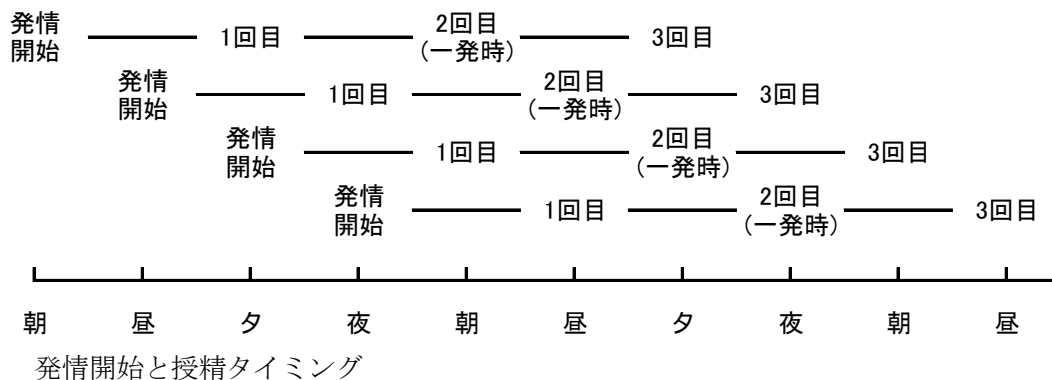 発情
開始
1回目
2回目
(一発時)
3回目
発情
開始
1回目
2回目
(一発時)
3回目
発情
開始
1回目
2回目
(一発時)
3回目
発情
開始
1回目
2回目
(一発時)
3回目
朝 昼 夕 夜 朝 昼 夕 夜 朝 昼
発情開始と授精タイミング